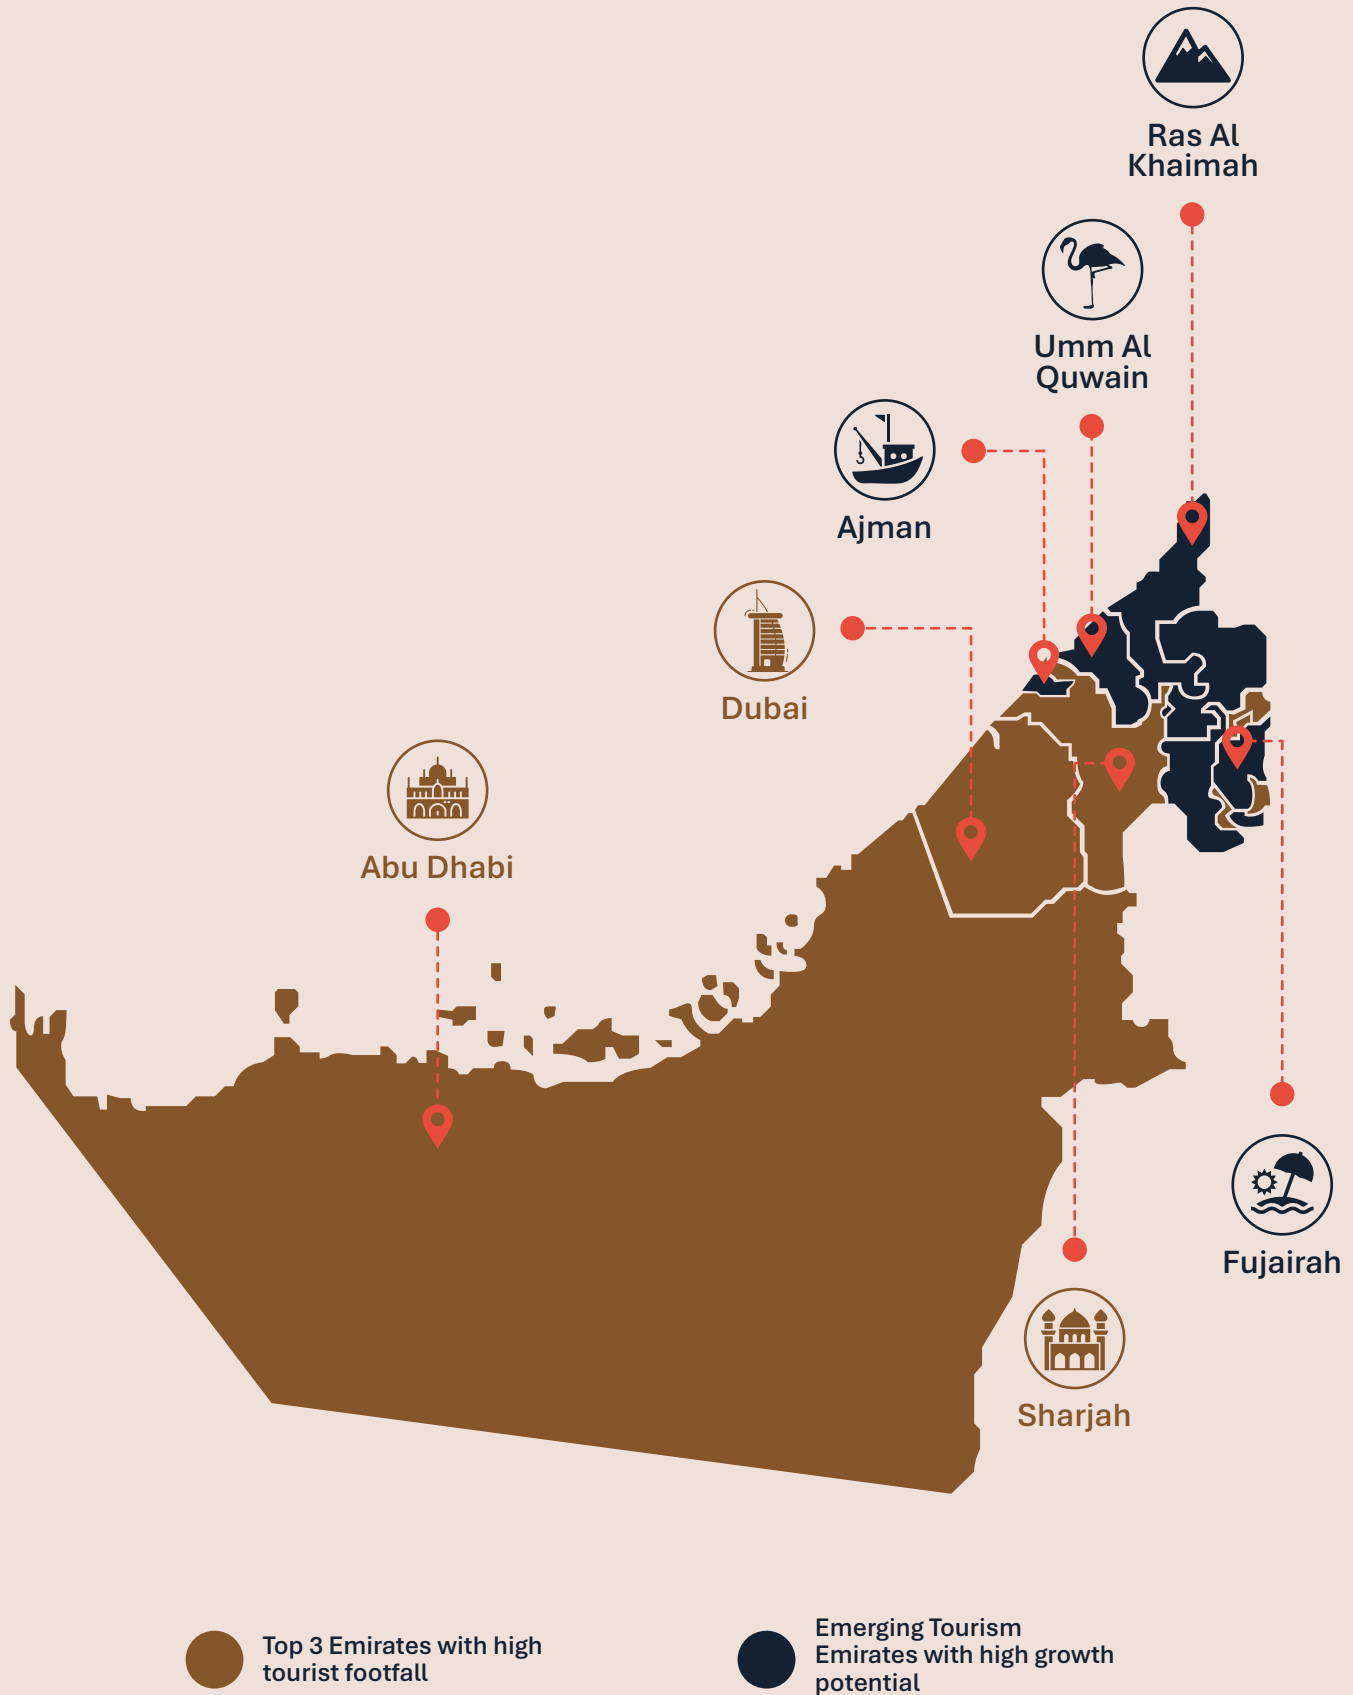 Ras Al
Khaimah
Umm Al
Quwain
Ajman
Dubai
Abu Dhabi
Fujairah
Sharjah
Top 3 Emirates with high
tourist footfall
Emerging Tourism
Emirates with high growth
potential